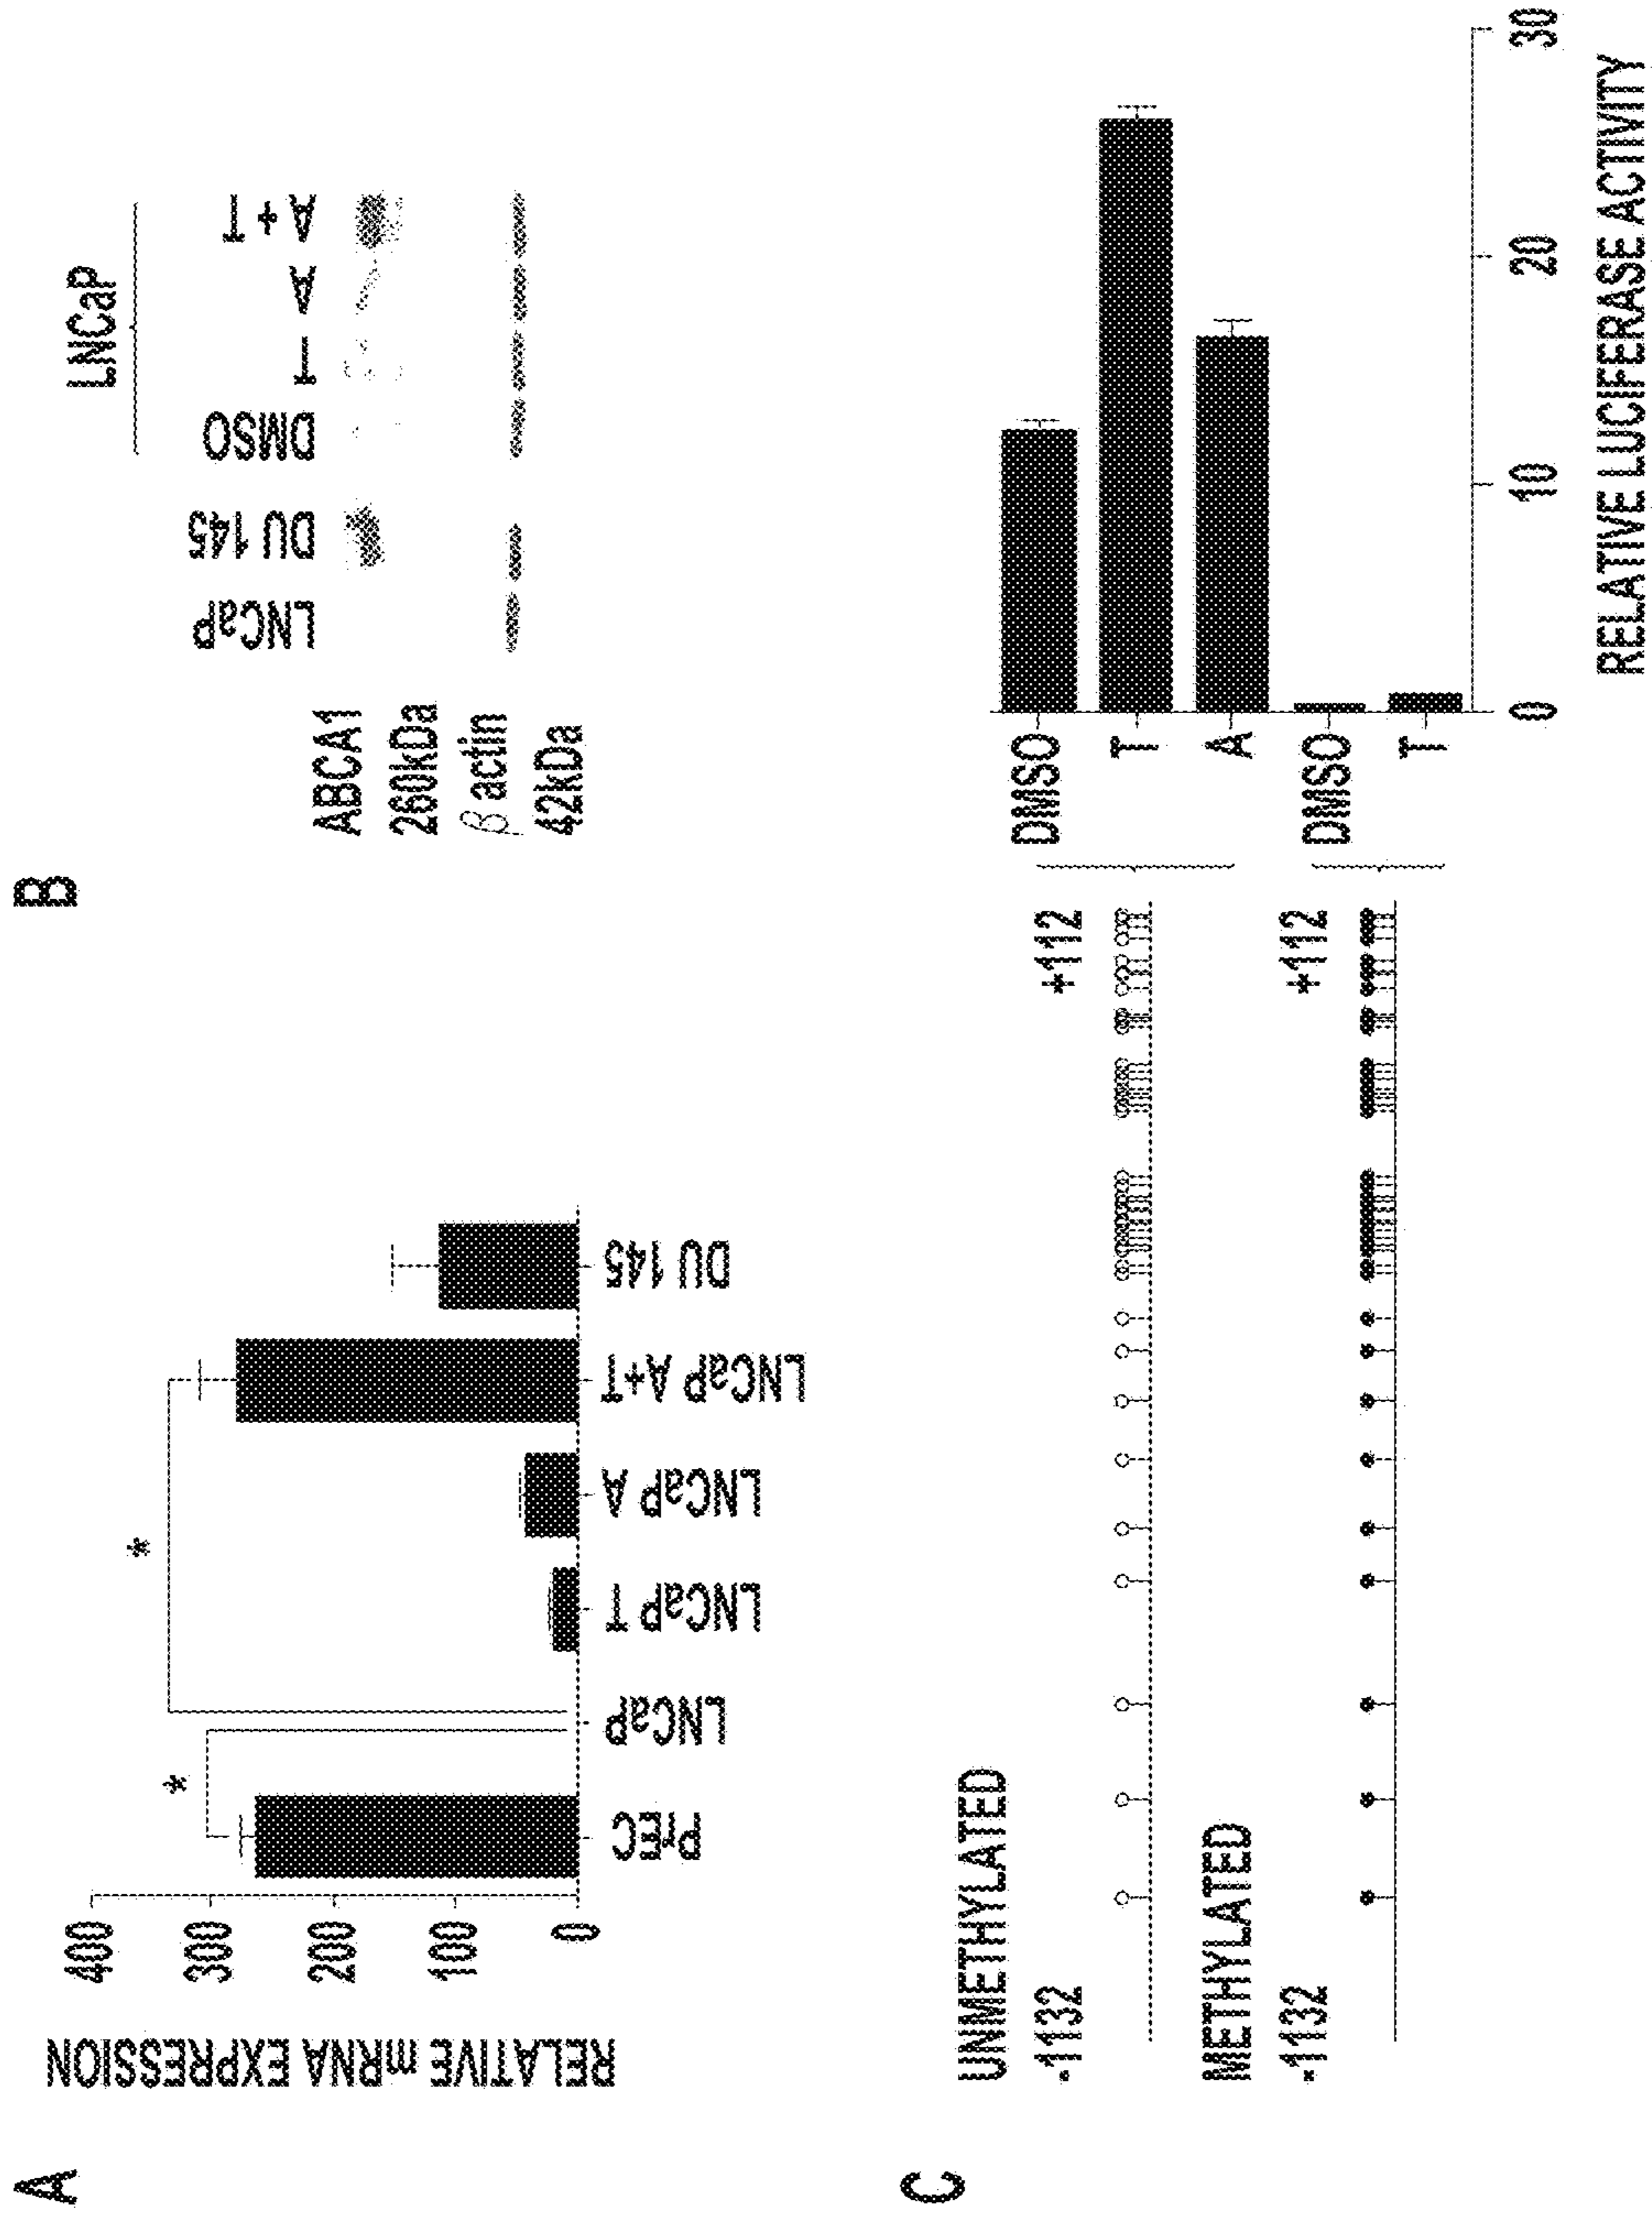 A
RELATIVE mRNA EXPRESSION
400
300
200
100
0
*
*
PrEC
LNCaP
LNCaP T
LNCaP A
LNCaP A+T
DU 145
B
LNCaP
LNCaP
DU 145
DMSO
T
A
A+T
ABCA1
260kDa
β actin
42kDa
C
UNMETHYLATED
-1132
+112
METHYLATED
-1132
+112
DMSO
T
A
DMSO
T
0
10
20
30
RELATIVE LUCIFERASE ACTIVITY